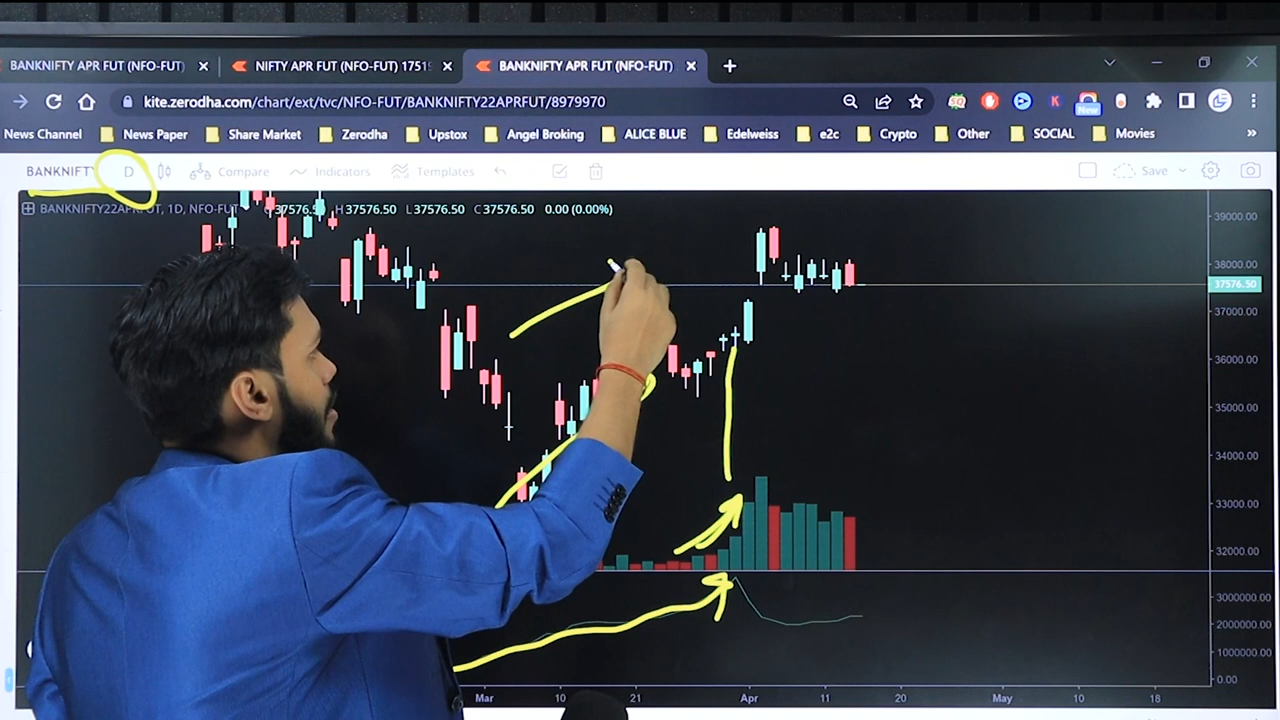 BANKNIFTY APR FUT (NFO-FUT)
NIFTY APR FUT (NFO-FUT) 1751
BANKNIFTY APR FUT (NFO-FUT)
kite.zerodha.com/chart/ext/tvc/NFO-FUT/BANKNIFTY22APRFUT/8979970
New
News Channel
News Paper
Share Market
Zerodha
Upstox
Angel Broking
ALICE BLUE
Edelweiss
e2c
Crypto
Other
SOCIAL
Movies
BANKNIFTY
D
Compare
Indicators
Templates
Save
BANKNIFTY22APRFUT, 1D, NFO-FUT H37576.50 L37576.50 C37576.50 0.00 (0.00%)
39000.00
38000.00
37576.50
37000.00
36000.00
35000.00
34000.00
33000.00
32000.00
3000000.00
2000000.00
1000000.00
0.00
Mar
10
21
Apr
11
20
May
10
18